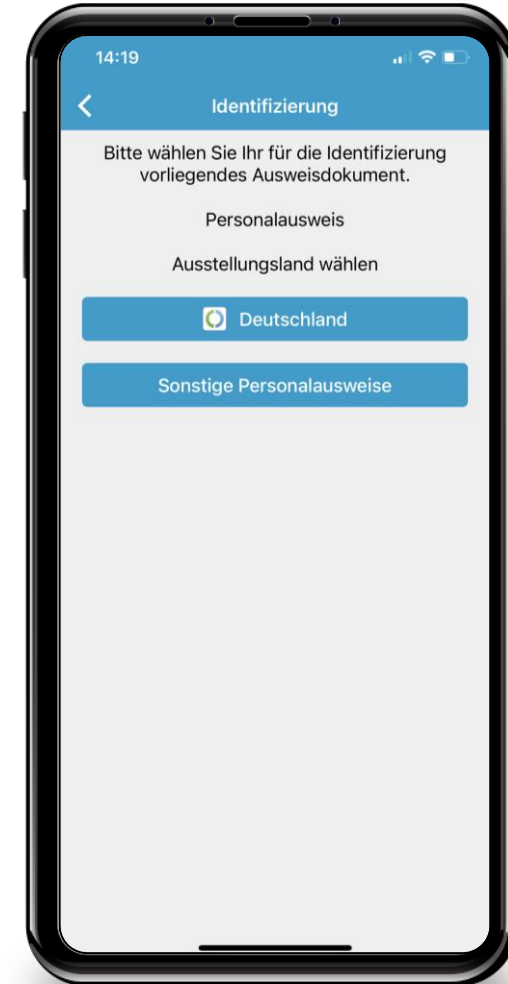 14:19
Identifizierung
Bitte wählen Sie Ihr für die Identifizierung
vorliegendes Ausweisdokument.
Personalausweis
Ausstellungsland wählen
Deutschland
Sonstige Personalausweise